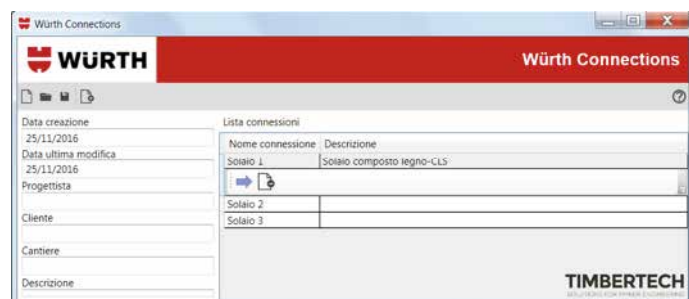 Würth Connections
WÜRTH
Würth Connections
Data creazione
25/11/2016
Data ultima modifica
25/11/2016
Progettista
Cliente
Cantiere
Descrizione
Lista connessioni
Nome connessione Descrizione
Solaio 1 Solaio composto legno-CLS
Solaio 2
Solaio 3
TIMBERTECH